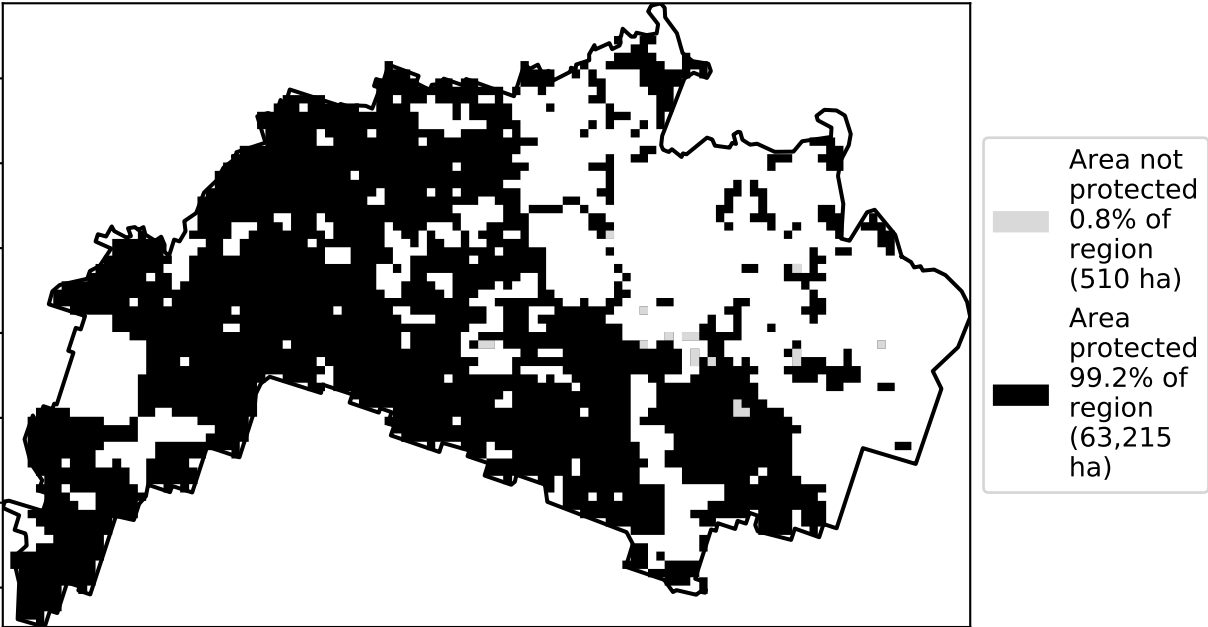 Area not
protected
0.8% of
region
(510 ha)
Area
protected
99.2% of
region
(63,215
ha)